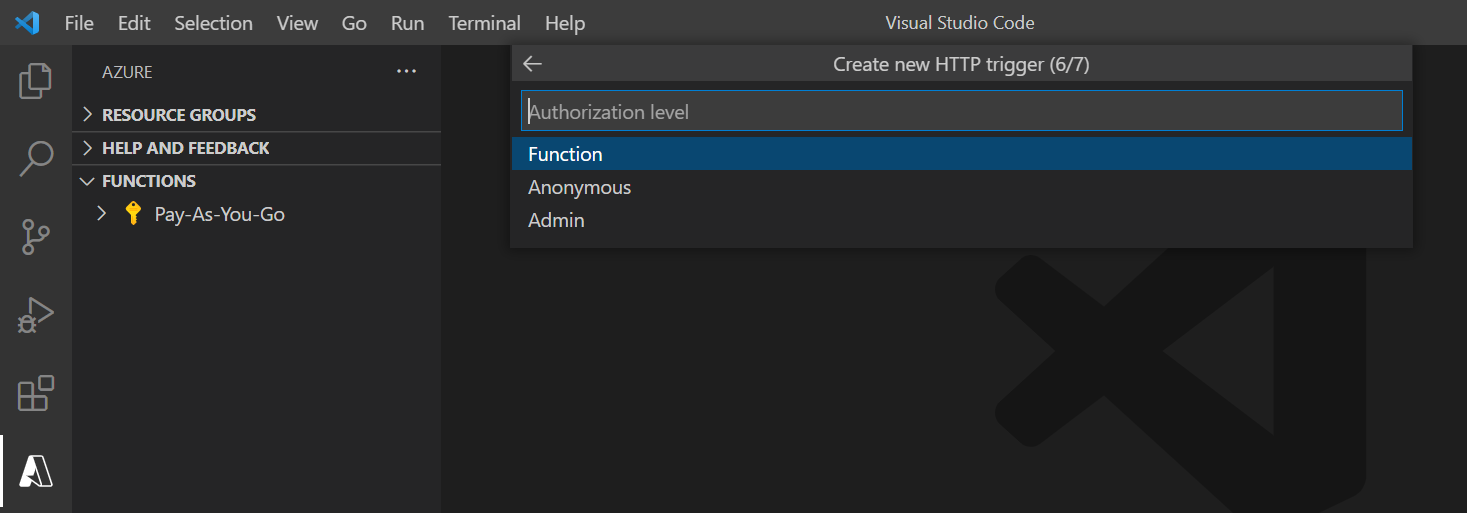 File Edit Selection View Go Run Terminal Help Visual Studio Code
AZURE
RESOURCE GROUPS
HELP AND FEEDBACK
FUNCTIONS
Pay-As-You-Go
Create new HTTP trigger (6/7)
Authorization level
Function
Anonymous
Admin